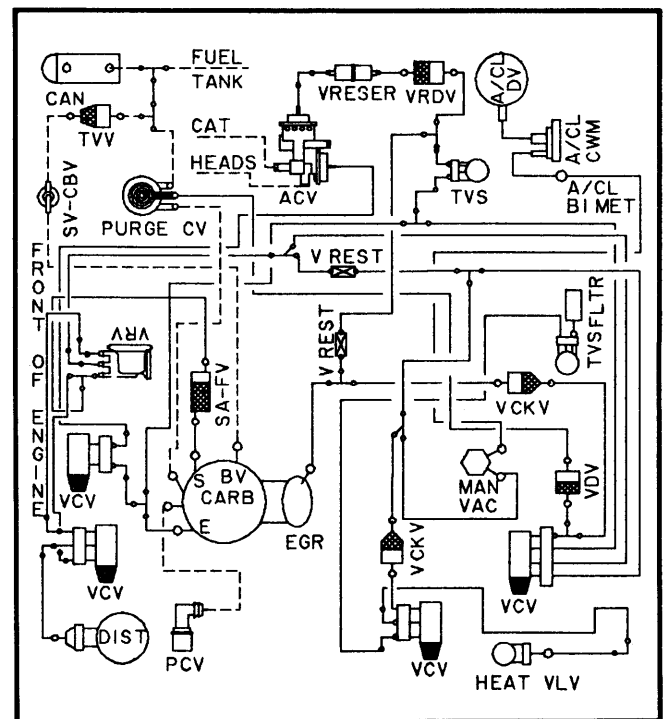 FUEL
TANK
CAN
VRESER
VRDV
A/CL
DV
A/CL
CWM
TVV
CAT
HEADS
ACV
TVS
A/CL
BIMET
SV-CBV
PURGE CV
FRONT OF ENGINE
V REST
V REST
TVSFLTR
VRV
SA-FV
VCKV
VCV
S
BV
CARB
E
EGR
MAN
VAC
VDV
VCKV
VCV
VCV
DIST
PCV
VCV
HEAT VLV